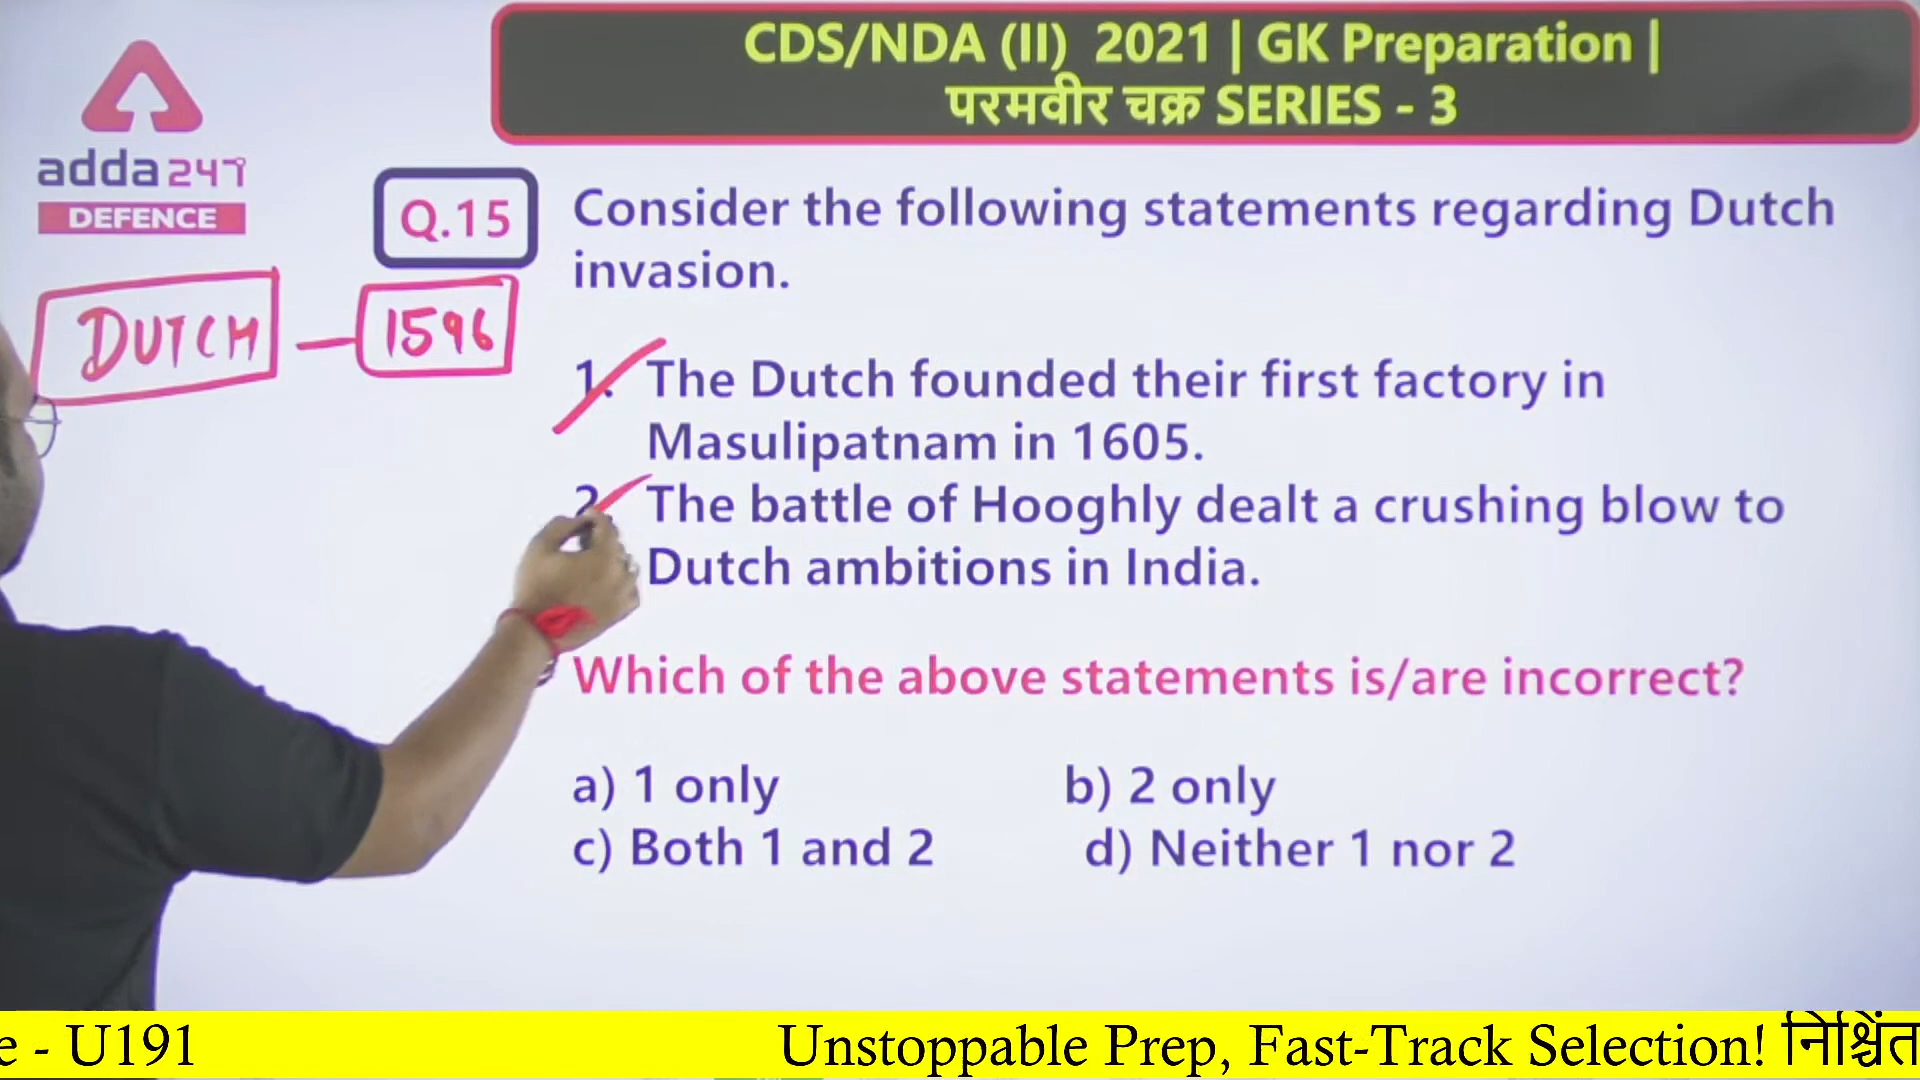 CDS/NDA (II) 2021 | GK Preparation |
परमवीर चक्र SERIES - 3
adda247
DEFENCE
Q.15
Consider the following statements regarding Dutch
invasion.
DUTCH - 1596
1. The Dutch founded their first factory in
Masulipatnam in 1605.
2. The battle of Hooghly dealt a crushing blow to
Dutch ambitions in India.
Which of the above statements is/are incorrect?
a) 1 only b) 2 only
c) Both 1 and 2 d) Neither 1 nor 2
e - U191 Unstoppable Prep, Fast-Track Selection! निश्चिंत